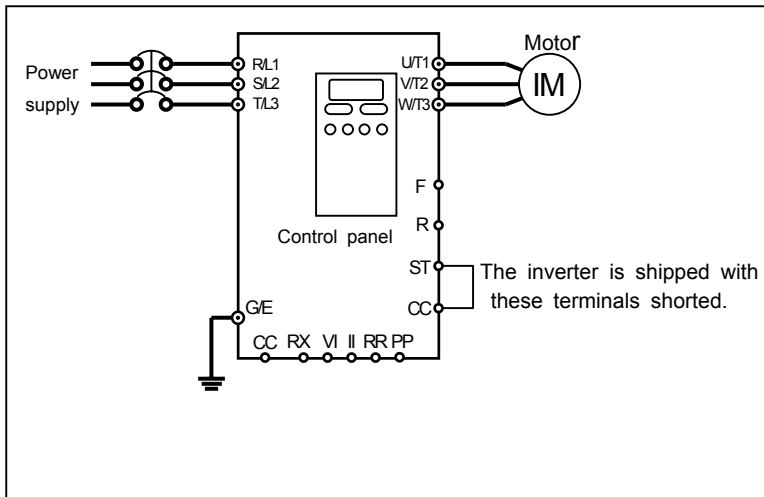 Motor
Power
supply
R/L1
S/L2
T/L3
U/T1
V/T2
W/T3
IM
F
R
Control panel
ST
CC
The inverter is shipped with
these terminals shorted.
G/E
CC RX VI II RR PP